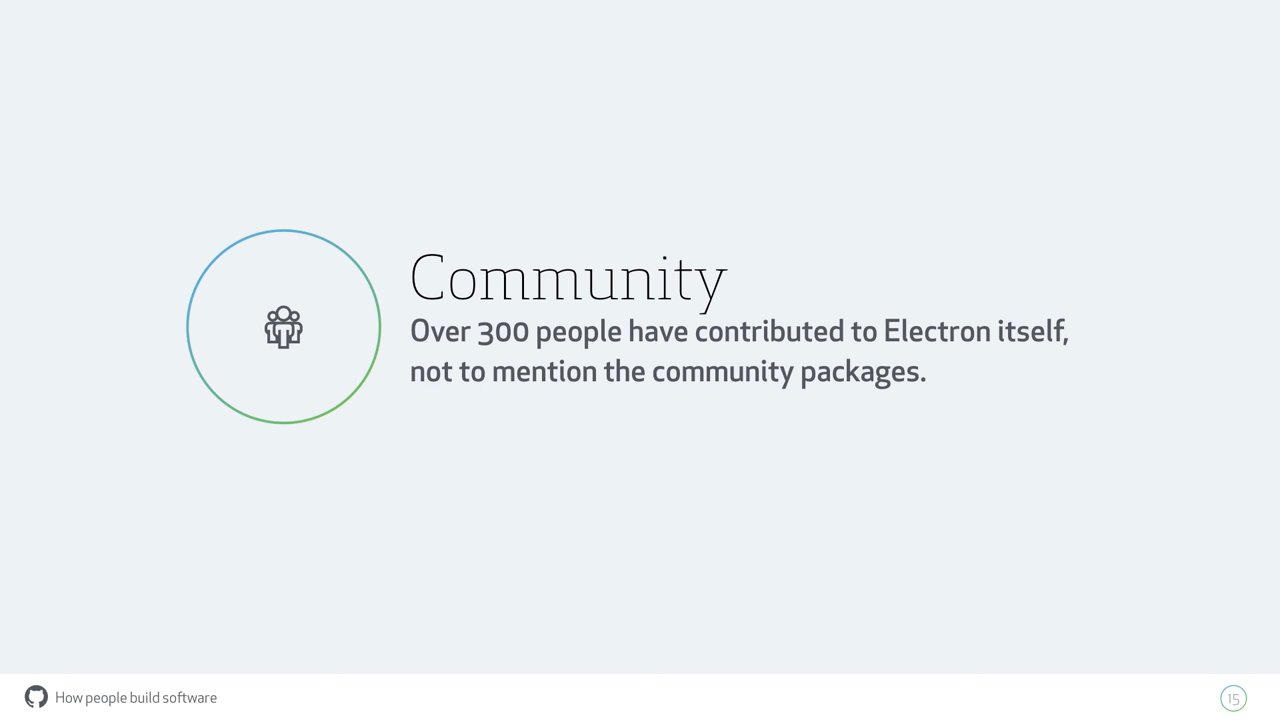 Community
Over 300 people have contributed to Electron itself,
not to mention the community packages.
How people build software
15